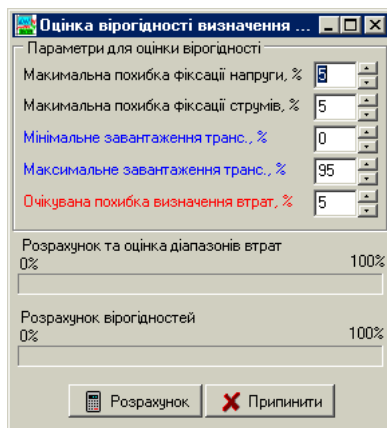 Оцінка вірогідності визначення ...
Параметри для оцінки вірогідності
Макимальна похибка фіксації напруги, % 5
Макимальна похибка фіксації струмів, % 5
Мінімальне завантаження транс., % 0
Максимальне завантаження транс., % 95
Очікувана похибка визначення втрат, % 5
Розрахунок та оцінка діапазонів втрат
0% 100%
Розрахунок вірогідностей
0% 100%
Розрахунок Припинити